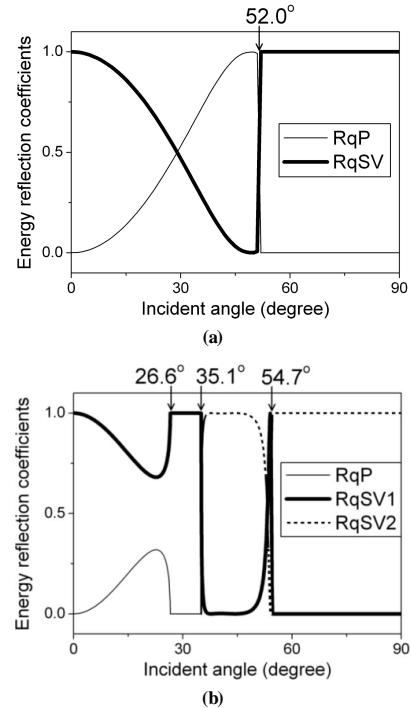 52.0°
Energy reflection coefficients
1.0
0.5
0.0
RqP
RqSV
0 30 60 90
Incident angle (degree)
(a)
26.6° 35.1° 54.7°
Energy reflection coefficients
1.0
0.5
0.0
RqP
RqSV1
RqSV2
0 30 60 90
Incident angle (degree)
(b)